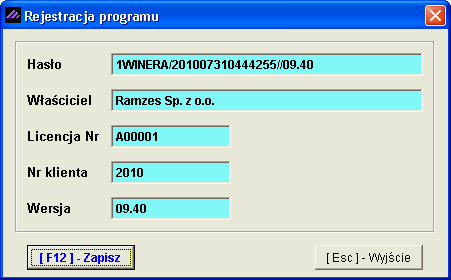 Rejestracja programu
Hasło 1WINERA/201007310444255//09.40
Właściciel Ramzes Sp. z o.o.
Licencja Nr A00001
Nr klienta 2010
Wersja 09.40
[ F12 ] - Zapisz [ Esc ] - Wyjście